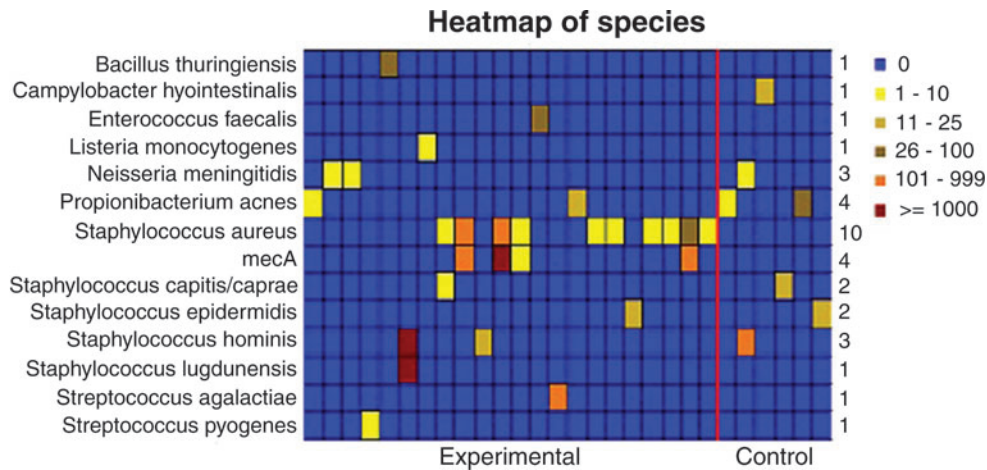 Heatmap of species
Bacillus thuringiensis 1
Campylobacter hyointestinalis 1
Enterococcus faecalis 1
Listeria monocytogenes 1
Neisseria meningitidis 3
Propionibacterium acnes 4
Staphylococcus aureus 10
mecA 4
Staphylococcus capitis/caprae 2
Staphylococcus epidermidis 2
Staphylococcus hominis 3
Staphylococcus lugdunensis 1
Streptococcus agalactiae 1
Streptococcus pyogenes 1
Experimental Control
0
1 - 10
11 - 25
26 - 100
101 - 999
>= 1000